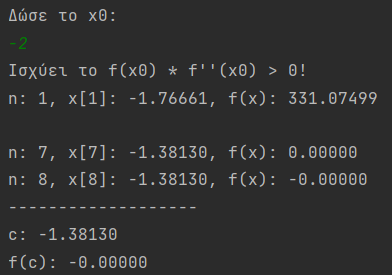 Δώσε το x0:
-2
Ισχύει το f(x0) * f''(x0) > 0!
n: 1, x[1]: -1.76661, f(x): 331.07499
n: 7, x[7]: -1.38130, f(x): 0.00000
n: 8, x[8]: -1.38130, f(x): -0.00000
-------------------
c: -1.38130
f(c): -0.00000